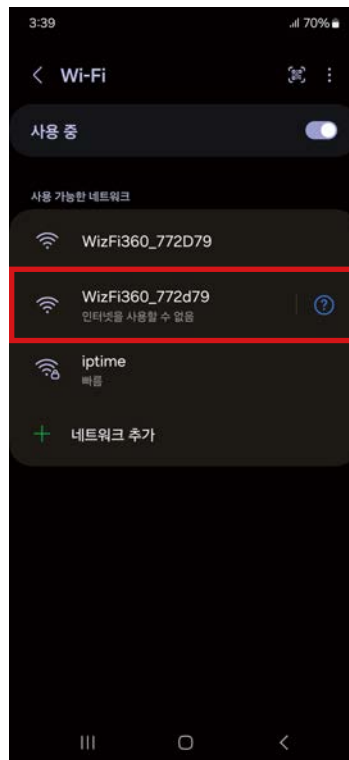 3:39
70%
Wi-Fi
사용 중
사용 가능한 네트워크
WizFi360_772D79
WizFi360_772d79
인터넷을 사용할 수 없음
?
iptime
빠름
네트워크 추가